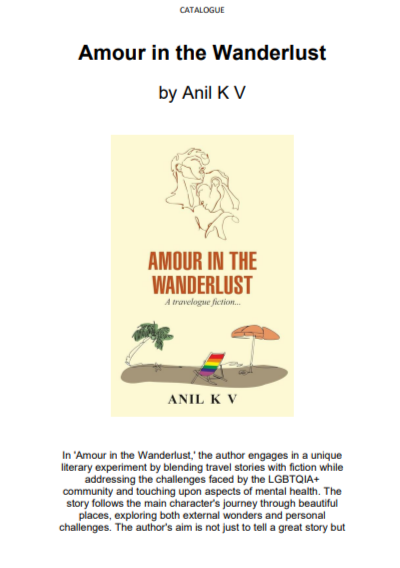 CATALOGUE
Amour in the Wanderlust
by Anil K V
AMOUR IN THE
WANDERLUST
A travelogue fiction...
ANIL K V
In 'Amour in the Wanderlust,' the author engages in a unique
literary experiment by blending travel stories with fiction while
addressing the challenges faced by the LGBTQIA+
community and touching upon aspects of mental health. The
story follows the main character's journey through beautiful
places, exploring both external wonders and personal
challenges. The author's aim is not just to tell a great story but